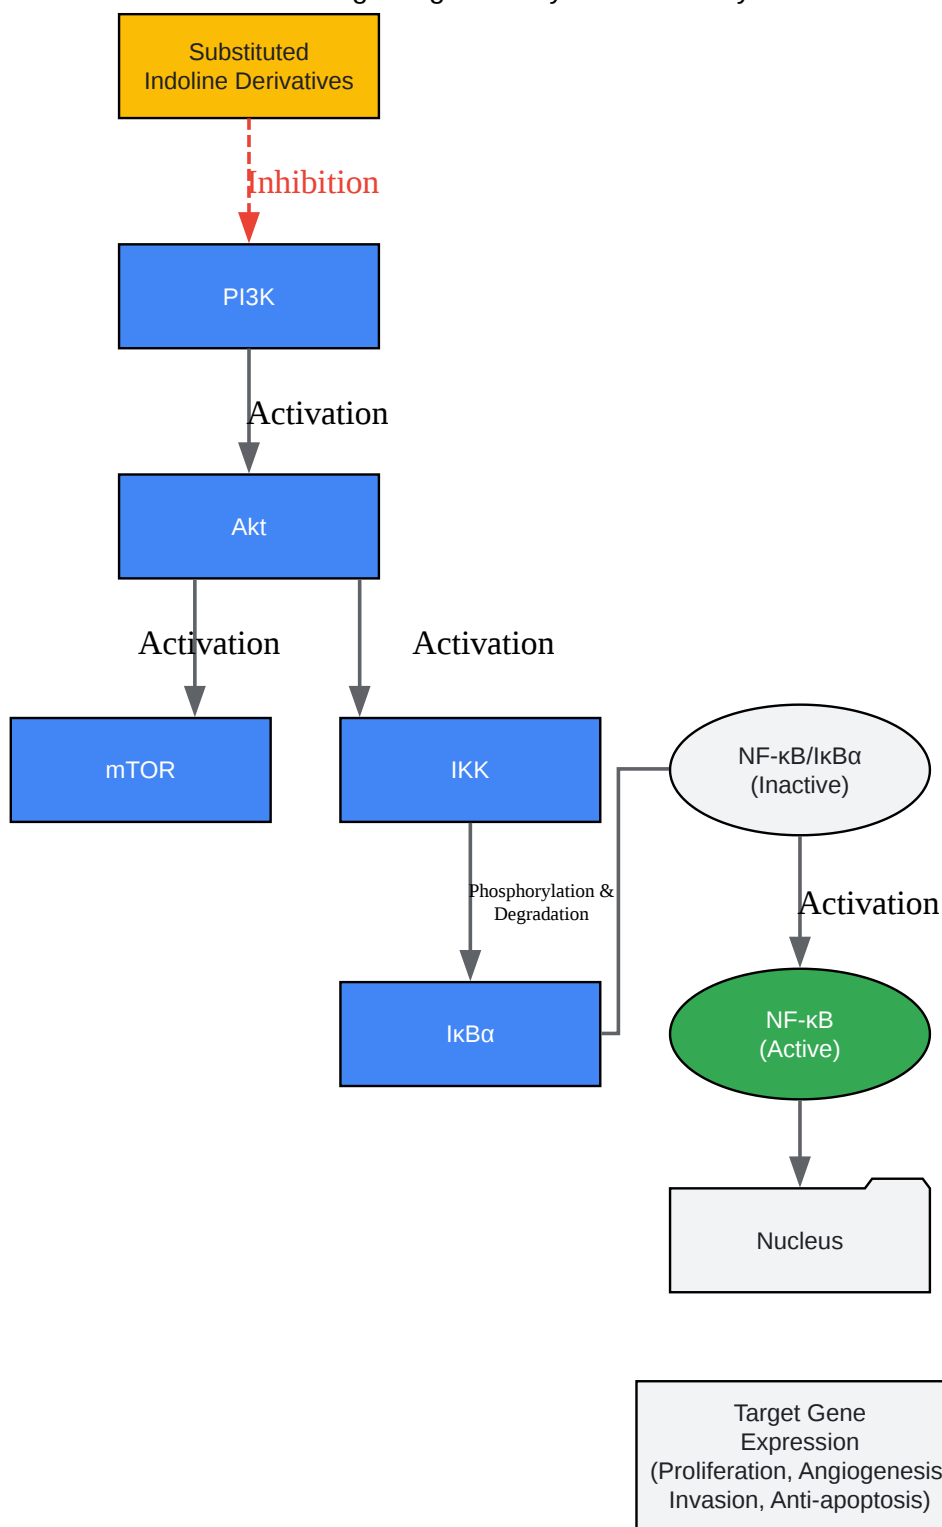 Substituted
Indoline Derivatives
Inhibition
PI3K
Activation
Akt
Activation
Activation
mTOR
IKK
NF-κB/IκBα
(Inactive)
Phosphorylation &
Degradation
Activation
IκBα
NF-κB
(Active)
Nucleus
Target Gene
Expression
(Proliferation, Angiogenesis
Invasion, Anti-apoptosis)